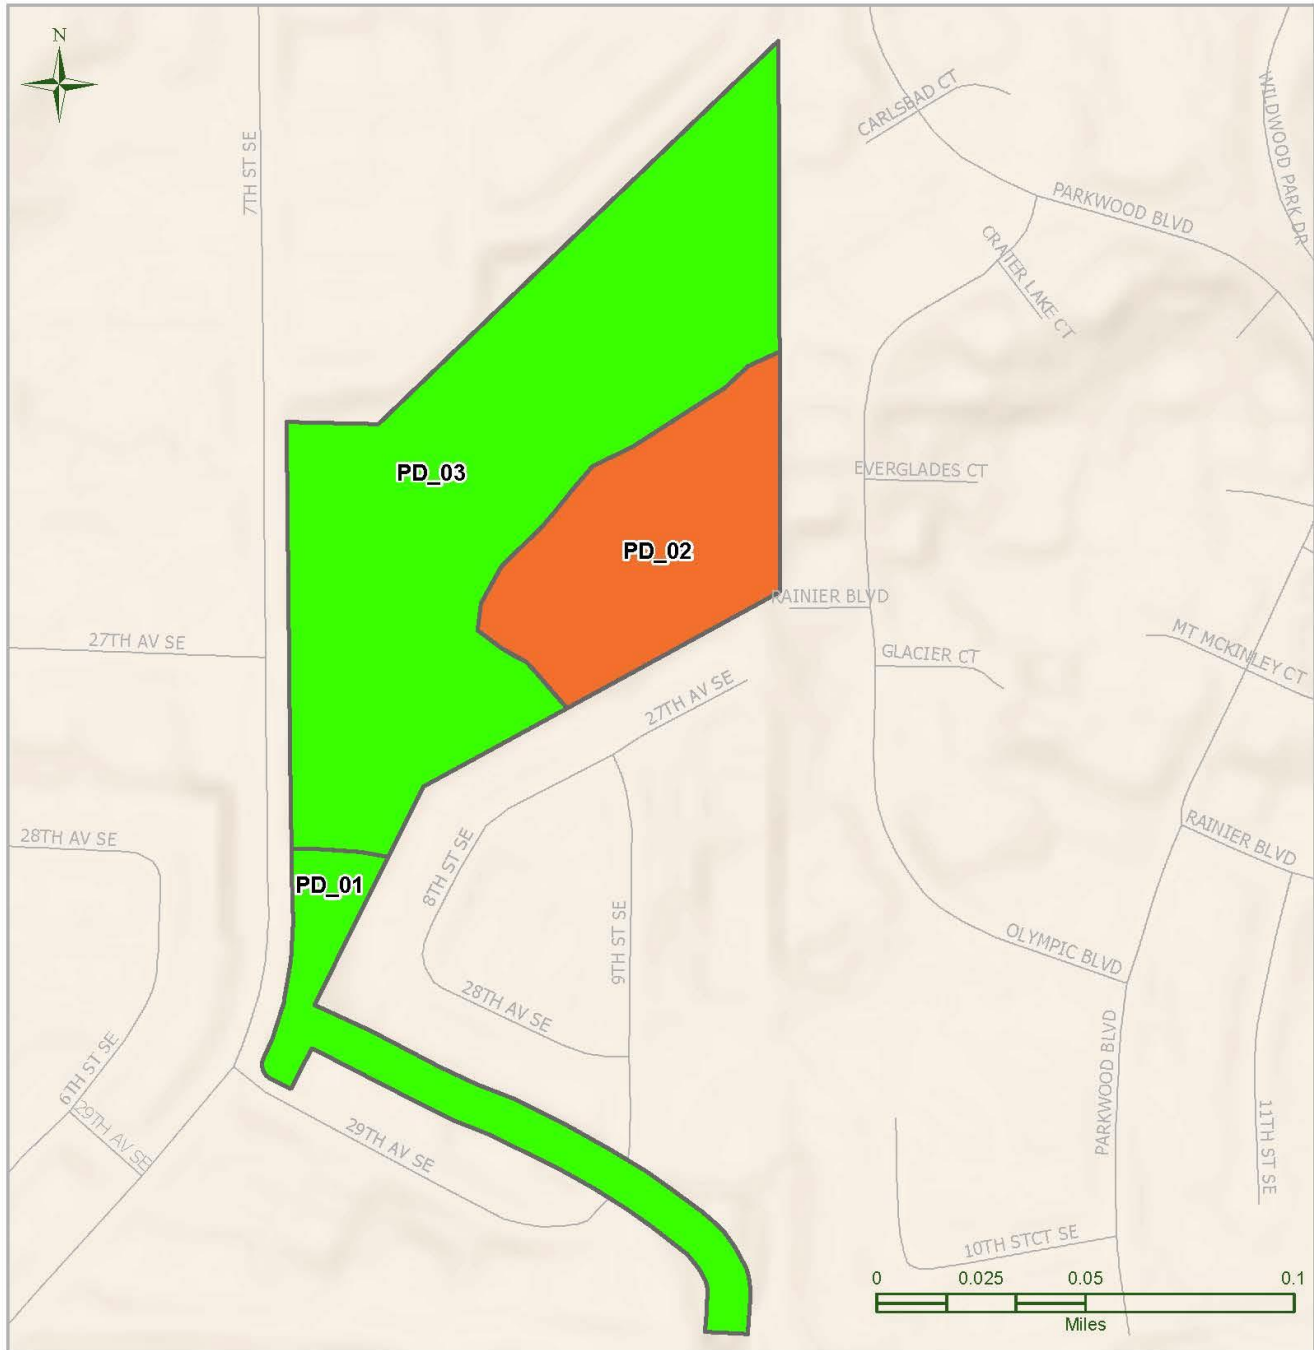 N
7TH ST SE
CARLSBAD CT
WILDWOOD PARK DR
PARKWOOD BLVD
CRATER LAKE CT
PD_03
EVERGLADES CT
PD_02
RAINIER BLVD
27TH AV SE
GLACIER CT
MT MCKINLEY CT
27TH AV SE
28TH AV SE
8TH ST SE
RAINIER BLVD
PD_01
9TH ST SE
OLYMPIC BLVD
28TH AV SE
6TH ST SE
29TH AV SE
29TH AV SE
PARKWOOD BLVD
11TH ST SE
10TH STCT SE
0 0.025 0.05 0.1
Miles